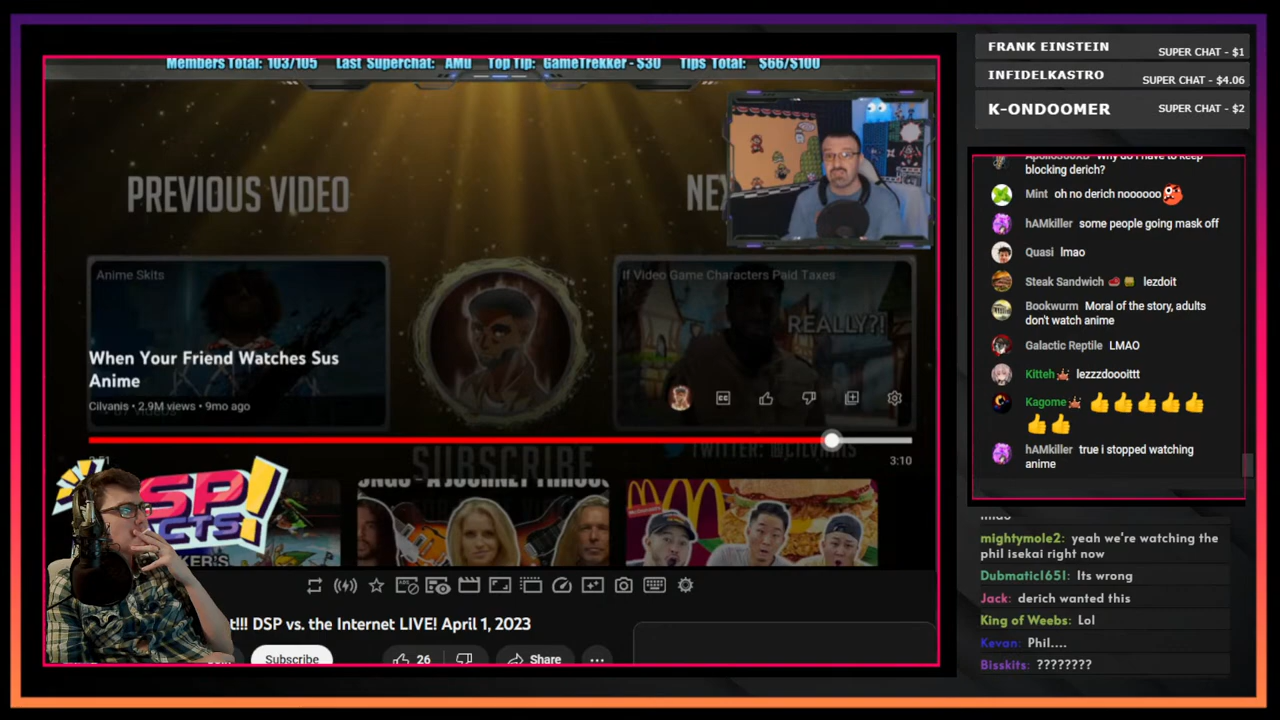 Members Total: 103/105 Last Superchat: AMU Top Tip: GameTrekker - $30 Tips Total: $66/$100
PREVIOUS VIDEO
Anime Skits
When Your Friend Watches Sus
Anime
Cilvanis • 2.9M views • 9mo ago
If Video Game Characters Paid Taxes
REALLY?!
CC
3:10
SUBSCRIBE
TWITTER: @CILVANIS
t!!! DSP vs. the Internet LIVE! April 1, 2023
Subscribe
26
Share
FRANK EINSTEIN SUPER CHAT - $1
INFIDELKASTRO SUPER CHAT - $4.06
K-ONDOOMER SUPER CHAT - $2
Why do I have to keep
blocking derich?
Mint oh no derich nooooo
hAMkiller some people going mask off
Quasi lmao
Steak Sandwich lezdoit
Bookwurm Moral of the story, adults
don't watch anime
Galactic Reptile LMAO
Kitteh lezzzdoooittt
Kagome
hAMkiller true i stopped watching
anime
lmao
mightymole2: yeah we're watching the
phil isekai right now
Dubmatic1651: Its wrong
Jack: derich wanted this
King of Weebs: Lol
Kevan: Phil....
Bisskits: ????????